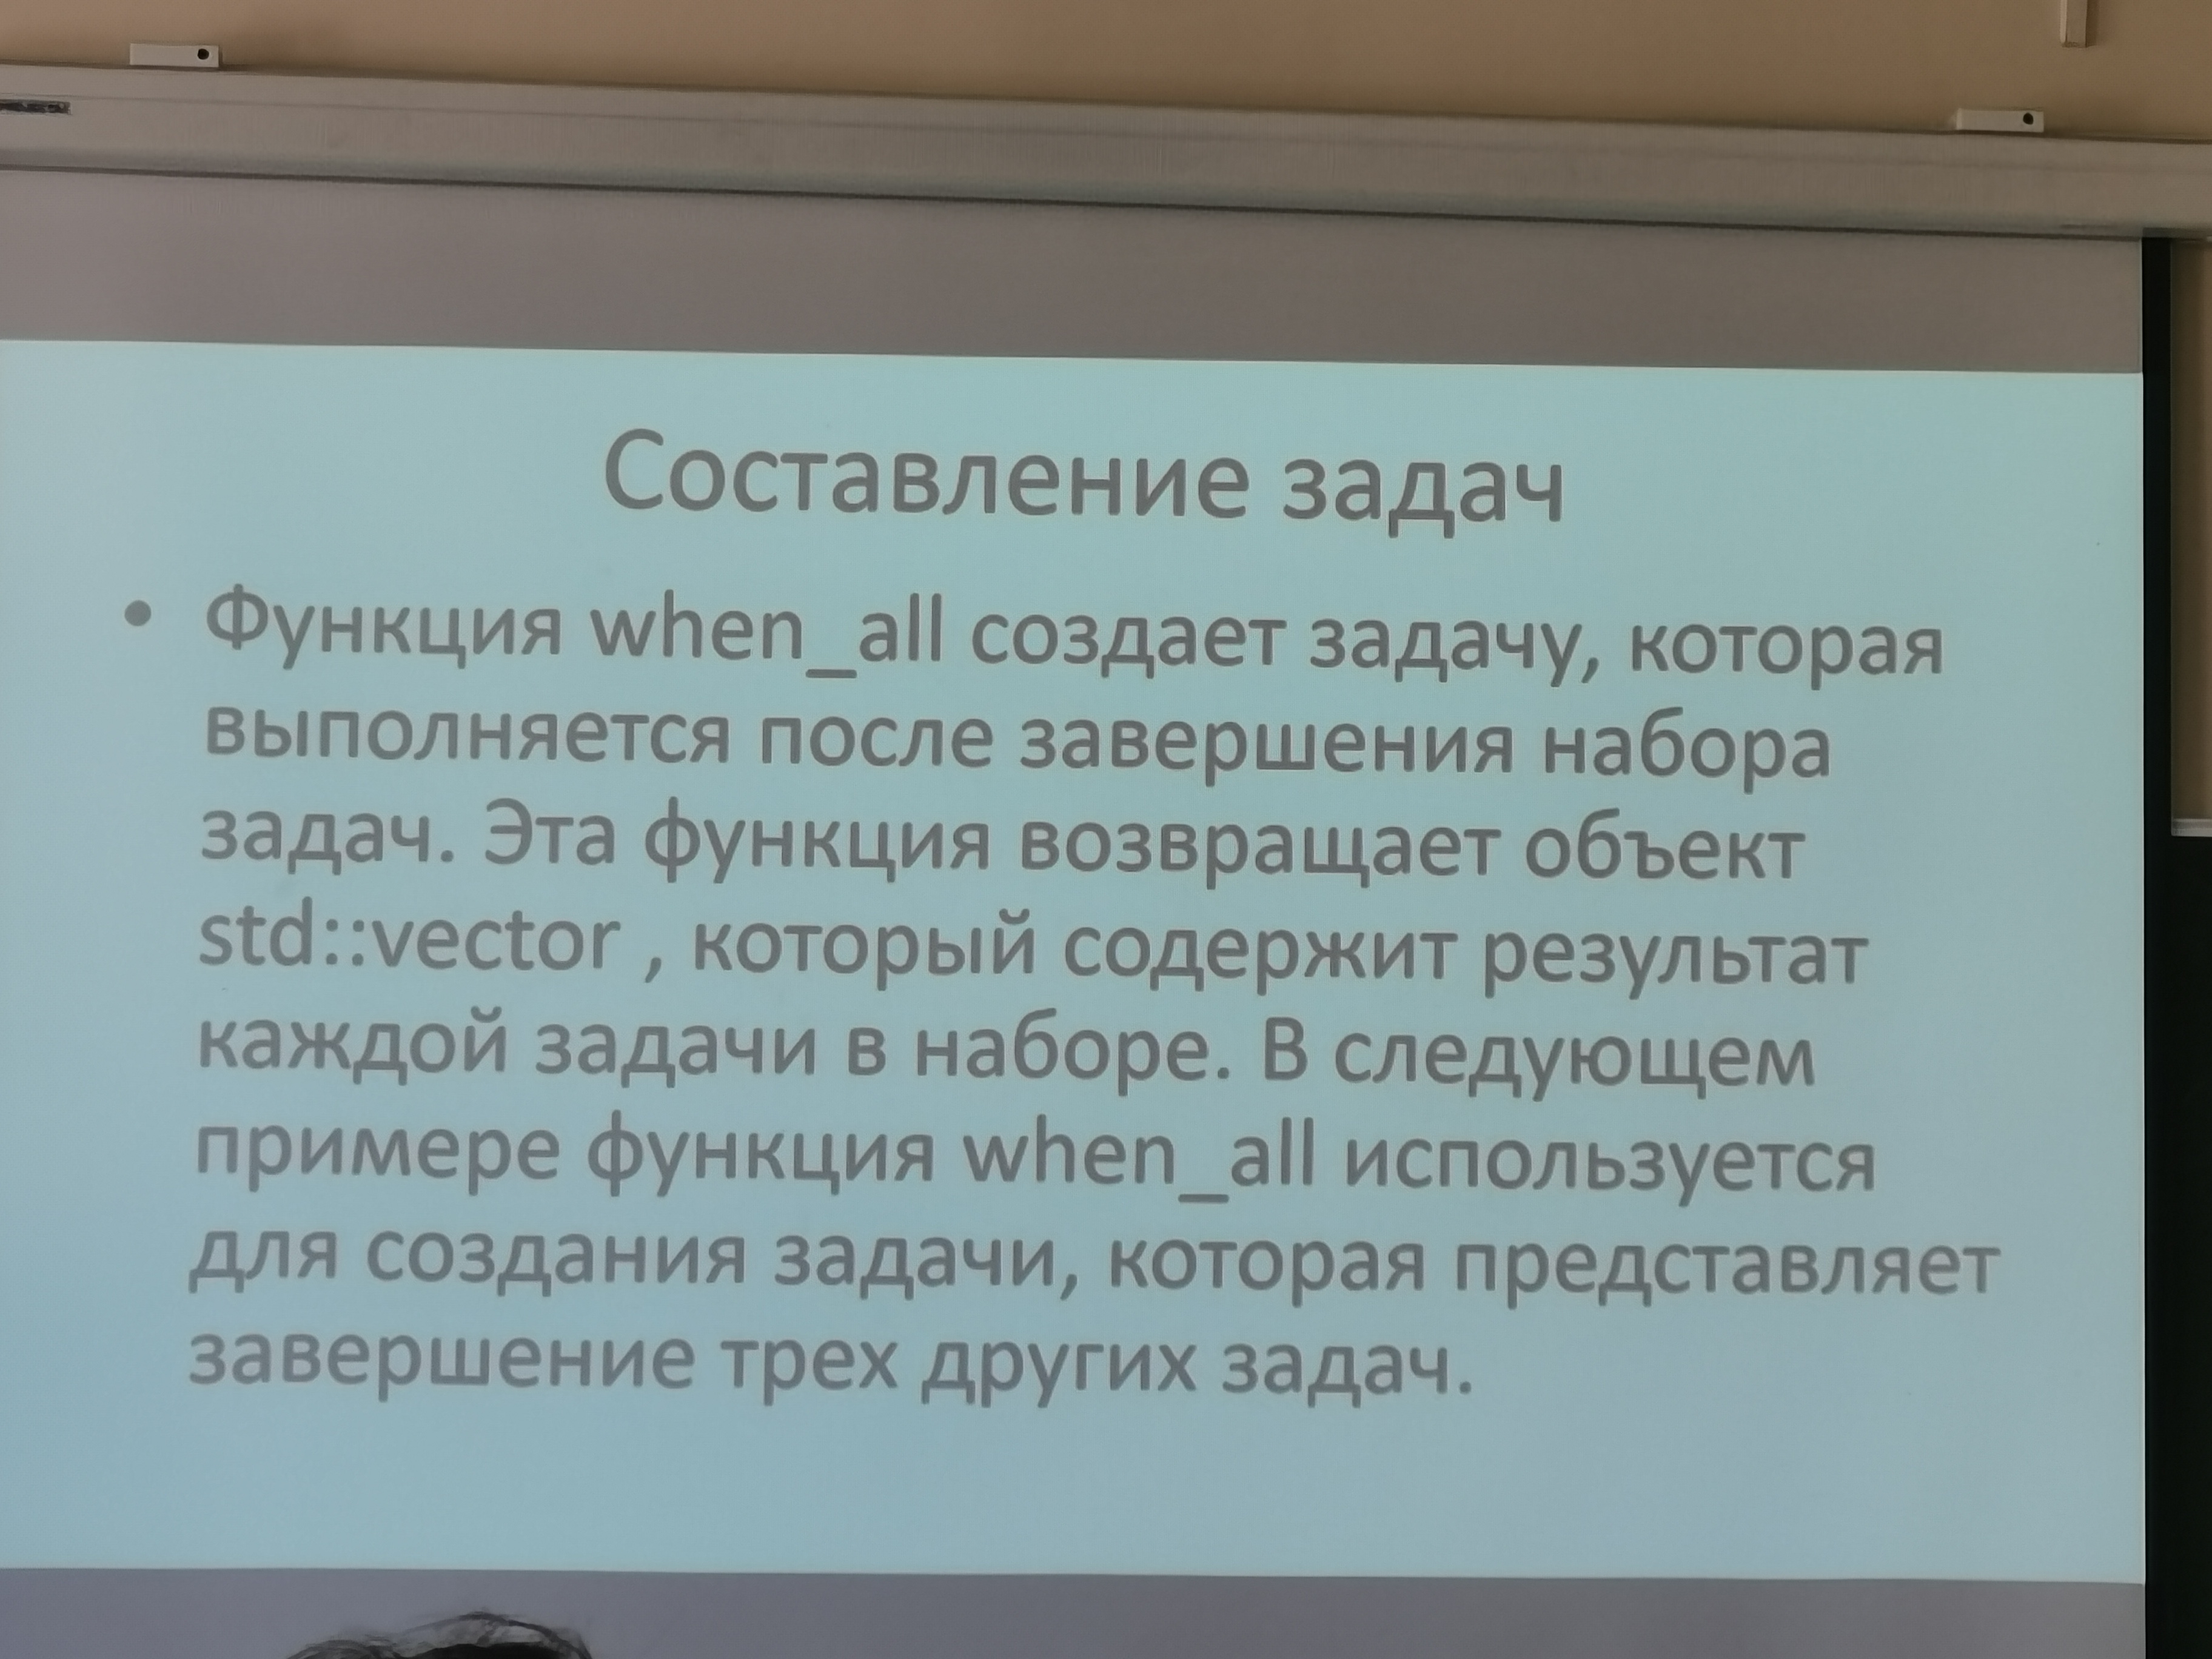 Составление задач
• Функция when_all создает задачу, которая
выполняется после завершения набора
задач. Эта функция возвращает объект
std::vector , который содержит результат
каждой задачи в наборе. В следующем
примере функция when_all используется
для создания задачи, которая представляет
завершение трех других задач.